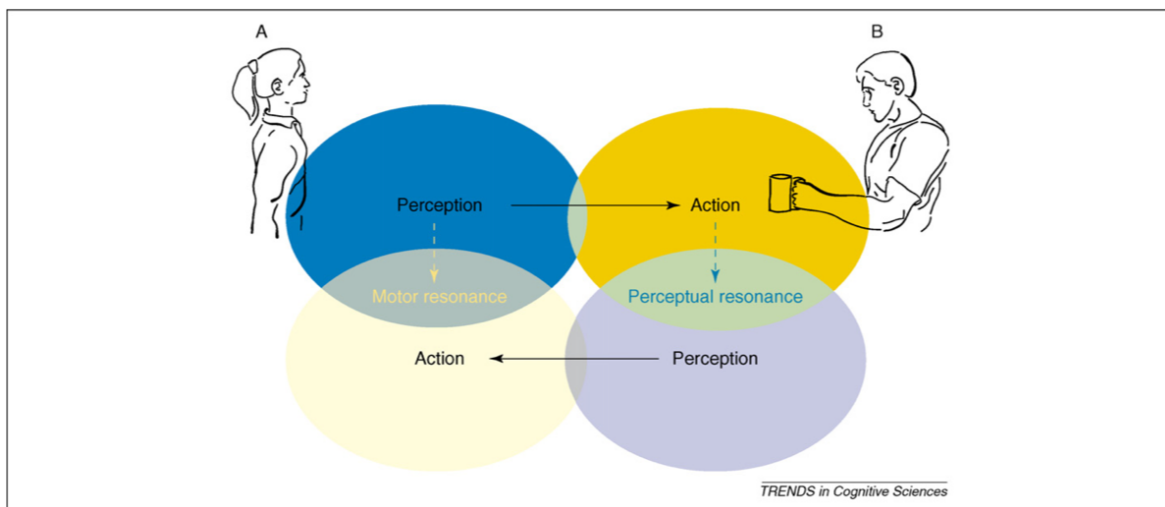 A
B
Perception
Action
Motor resonance
Perceptual resonance
Action
Perception
TRENDS in Cognitive Sciences